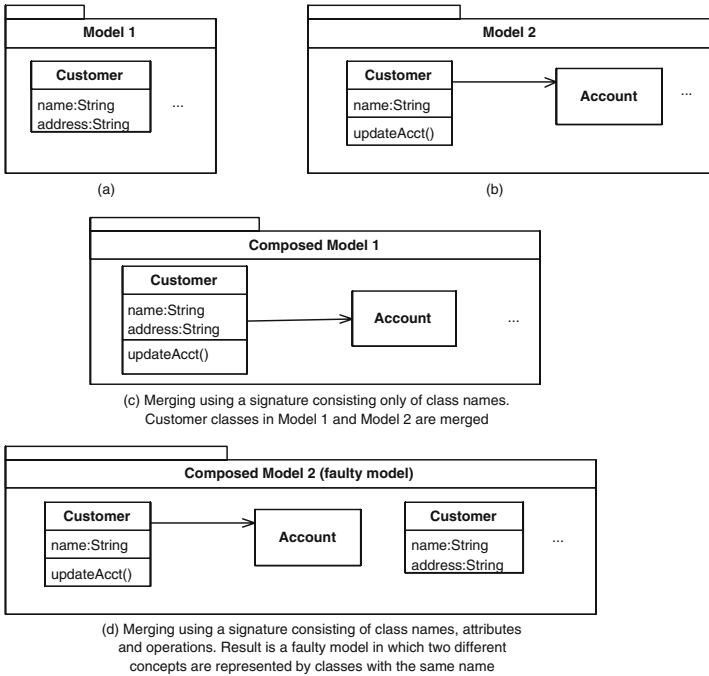 Model 1
Customer
name:String
address:String
...
(a)
Model 2
Customer
name:String
updateAcct()
Account
...
(b)
Composed Model 1
Customer
name:String
address:String
updateAcct()
Account
...
(c) Merging using a signature consisting only of class names.
Customer classes in Model 1 and Model 2 are merged
Composed Model 2 (faulty model)
Customer
name:String
updateAcct()
Account
Customer
name:String
address:String
...
(d) Merging using a signature consisting of class names, attributes
and operations. Result is a faulty model in which two different
concepts are represented by classes with the same name